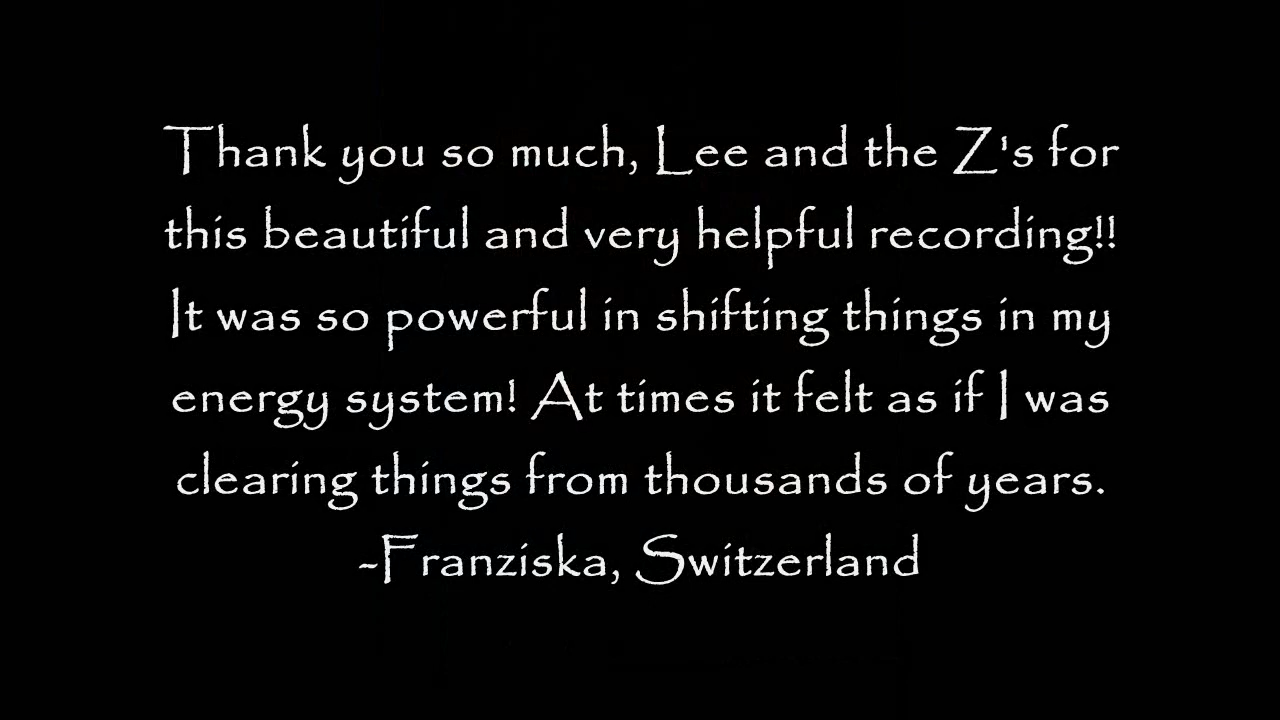 Thank you so much, Lee and the Z's for
this beautiful and very helpful recording!!
It was so powerful in shifting things in my
energy system! At times it felt as if I was
clearing things from thousands of years.
-Franziska, Switzerland